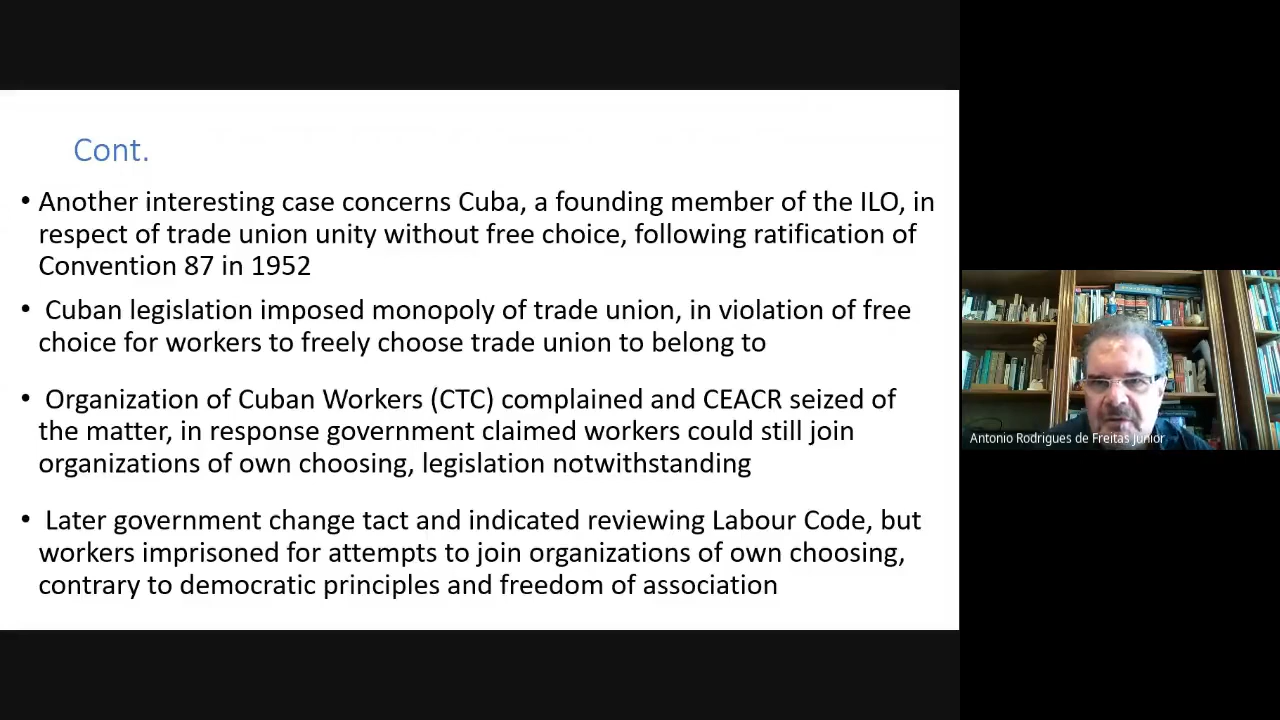 Cont.
• Another interesting case concerns Cuba, a founding member of the ILO, in
respect of trade union unity without free choice, following ratification of
Convention 87 in 1952
• Cuban legislation imposed monopoly of trade union, in violation of free
choice for workers to freely choose trade union to belong to
• Organization of Cuban Workers (CTC) complained and CEACR seized of
the matter, in response government claimed workers could still join
organizations of own choosing, legislation notwithstanding
• Later government change tact and indicated reviewing Labour Code, but
workers imprisoned for attempts to join organizations of own choosing,
contrary to democratic principles and freedom of association
Antonio Rodrigues de Freitas Júnior